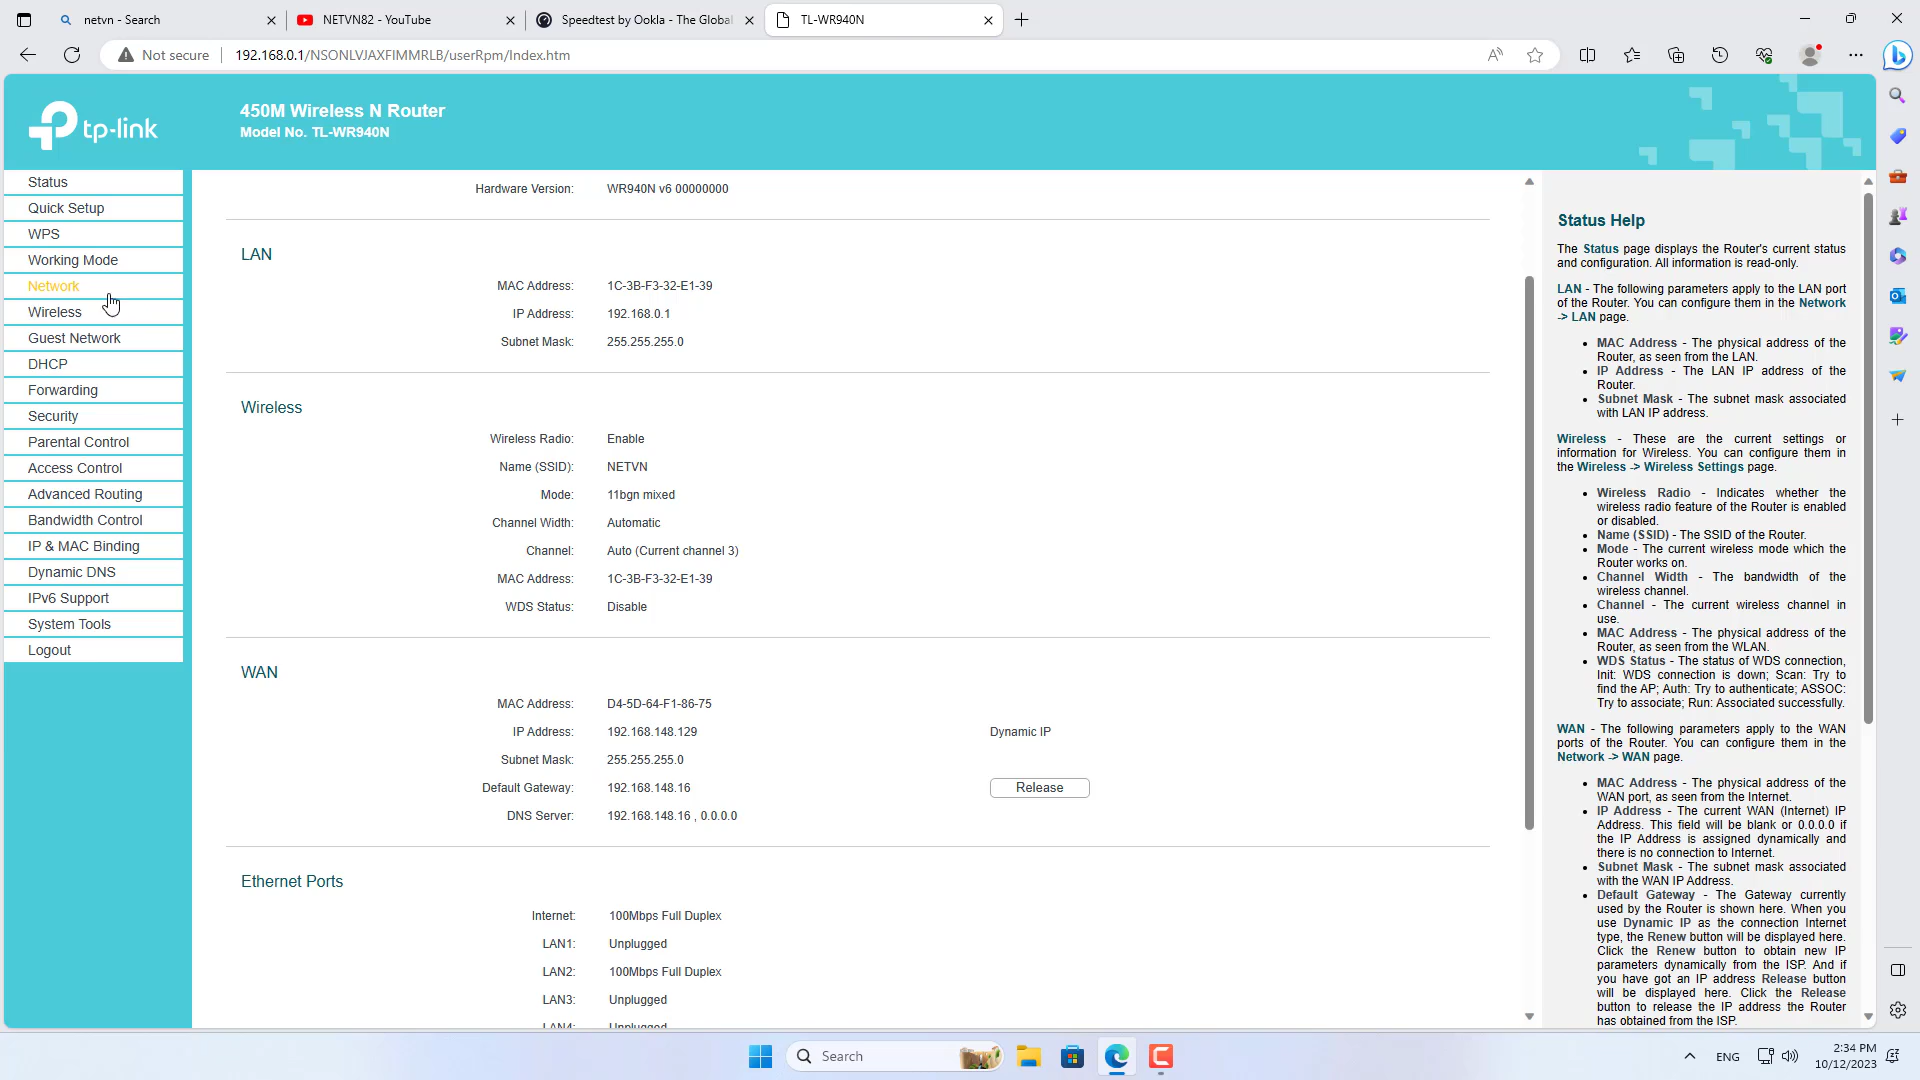 netvn - Search
NETVN82 - YouTube
Speedtest by Ookla - The Global
TL-WR940N
Not secure
192.168.0.1/NSONLVJAXFIMMRLB/userRpm/Index.htm
tp-link
450M Wireless N Router
Model No. TL-WR940N
Status
Quick Setup
WPS
Working Mode
Network
Wireless
Guest Network
DHCP
Forwarding
Security
Parental Control
Access Control
Advanced Routing
Bandwidth Control
IP & MAC Binding
Dynamic DNS
IPv6 Support
System Tools
Logout
Hardware Version: WR940N v6 00000000
LAN
MAC Address: 1C-3B-F3-32-E1-39
IP Address: 192.168.0.1
Subnet Mask: 255.255.255.0
Wireless
Wireless Radio: Enable
Name (SSID): NETVN
Mode: 11bgn mixed
Channel Width: Automatic
Channel: Auto (Current channel 3)
MAC Address: 1C-3B-F3-32-E1-39
WDS Status: Disable
WAN
MAC Address: D4-5D-64-F1-86-75
IP Address: 192.168.148.129 Dynamic IP
Subnet Mask: 255.255.255.0
Default Gateway: 192.168.148.16 Release
DNS Server: 192.168.148.16 , 0.0.0.0
Ethernet Ports
Internet: 100Mbps Full Duplex
LAN1: Unplugged
LAN2: 100Mbps Full Duplex
LAN3: Unplugged
LAN4: Unplugged
Status Help
The Status page displays the Router's current status
and configuration. All information is read-only.
LAN - The following parameters apply to the LAN port
of the Router. You can configure them in the Network
-> LAN page.
MAC Address - The physical address of the
Router, as seen from the LAN.
IP Address - The LAN IP address of the
Router.
Subnet Mask - The subnet mask associated
with LAN IP address.
Wireless - These are the current settings or
information for Wireless. You can configure them in
the Wireless -> Wireless Settings page.
Wireless Radio - Indicates whether the
wireless radio feature of the Router is enabled
or disabled.
Name (SSID) - The SSID of the Router.
Mode - The current wireless mode which the
Router works on.
Channel Width - The bandwidth of the
wireless channel.
Channel - The current wireless channel in
use.
MAC Address - The physical address of the
Router, as seen from the WLAN.
WDS Status - The status of WDS connection,
Init: WDS connection is down; Scan: Try to
find the AP; Auth: Try to authenticate; ASSOC:
Try to associate; Run: Associated successfully.
WAN - The following parameters apply to the WAN
ports of the Router. You can configure them in the
Network -> WAN page.
MAC Address - The physical address of the
WAN port, as seen from the Internet.
IP Address - The current WAN (Internet) IP
Address. This field will be blank or 0.0.0.0 if
the IP Address is assigned dynamically and
there is no connection to Internet.
Subnet Mask - The subnet mask associated
with the WAN IP Address.
Default Gateway - The Gateway currently
used by the Router is shown here. When you
use Dynamic IP as the connection Internet
type, the Renew button will be displayed here.
Click the Renew button to obtain new IP
parameters dynamically from the ISP. And if
you have got an IP address Release button
will be displayed here. Click the Release
button to release the IP address the Router
has obtained from the ISP.
Search
ENG
2:34 PM
10/12/2023